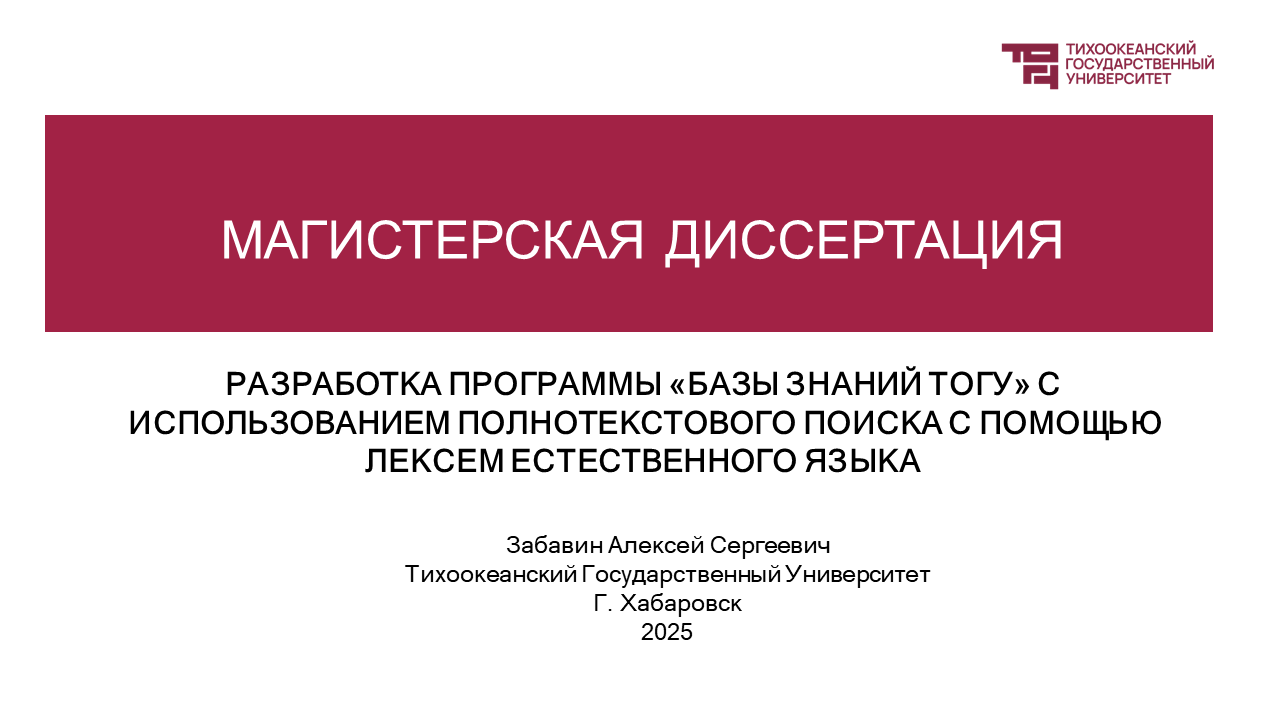 ТИХООКЕАНСКИЙ
ГОСУДАРСТВЕННЫЙ
УНИВЕРСИТЕТ
МАГИСТЕРСКАЯ ДИССЕРТАЦИЯ
РАЗРАБОТКА ПРОГРАММЫ «БАЗЫ ЗНАНИЙ ТОГУ» С
ИСПОЛЬЗОВАНИЕМ ПОЛНОТЕКСТОВОГО ПОИСКА С ПОМОЩЬЮ
ЛЕКСЕМ ЕСТЕСТВЕННОГО ЯЗЫКА
Забавин Алексей Сергеевич
Тихоокеанский Государственный Университет
Г. Хабаровск
2025